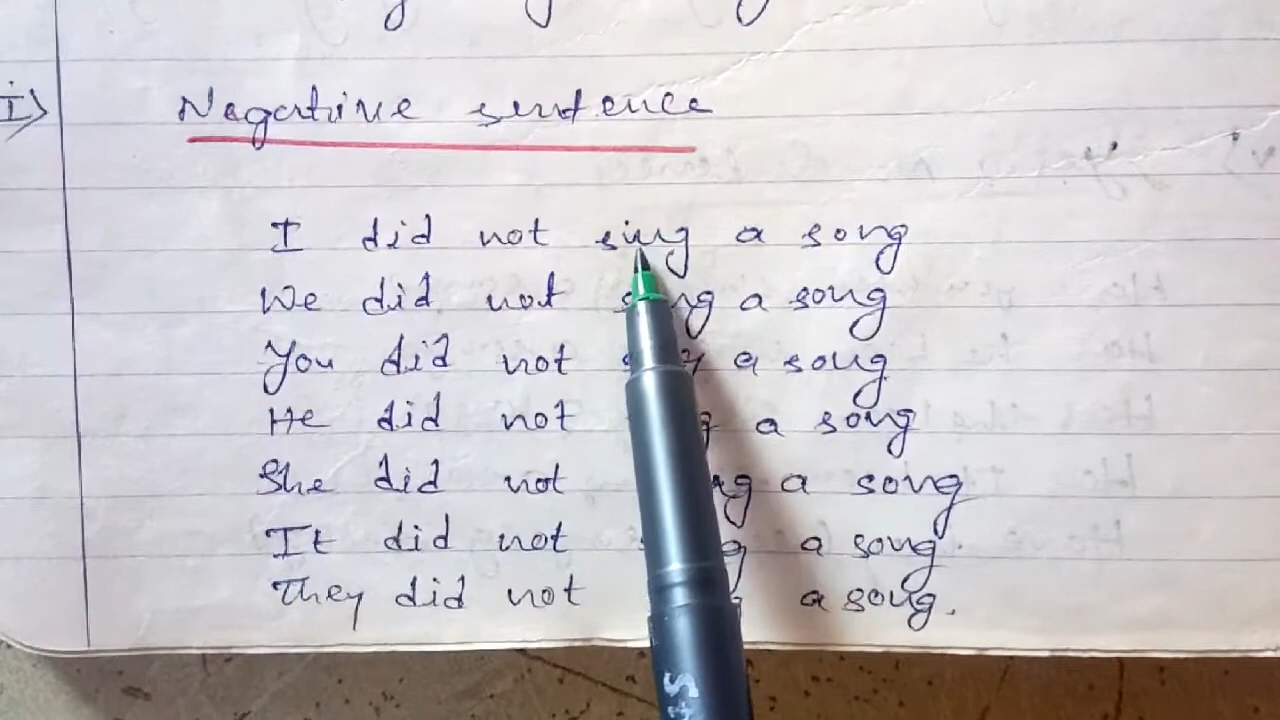 I>
Negative sentence
I did not sing a song
We did not a song
You did not a song
He did not a song
She did not a song
It did not a song.
They did not a song.